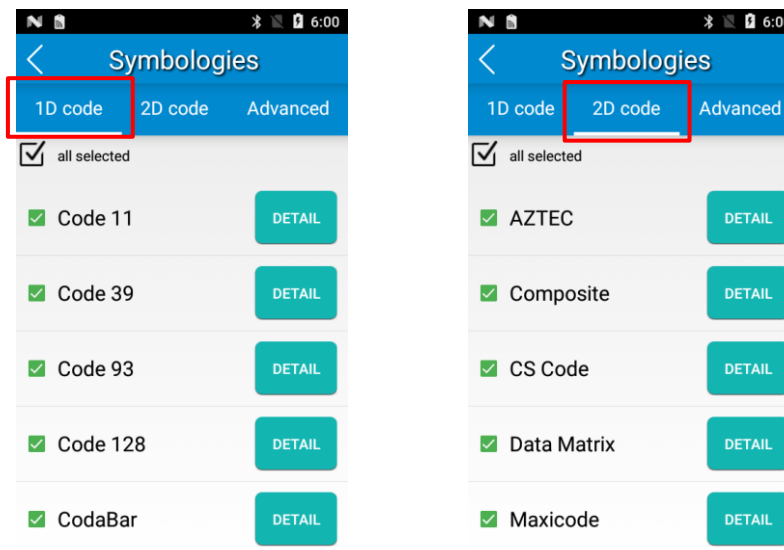 6:00
Symbologies
1D code 2D code Advanced
all selected
Code 11 DETAIL
Code 39 DETAIL
Code 93 DETAIL
Code 128 DETAIL
CodaBar DETAIL
6:0
Symbologies
1D code 2D code Advanced
all selected
AZTEC DETAIL
Composite DETAIL
CS Code DETAIL
Data Matrix DETAIL
Maxicode DETAIL